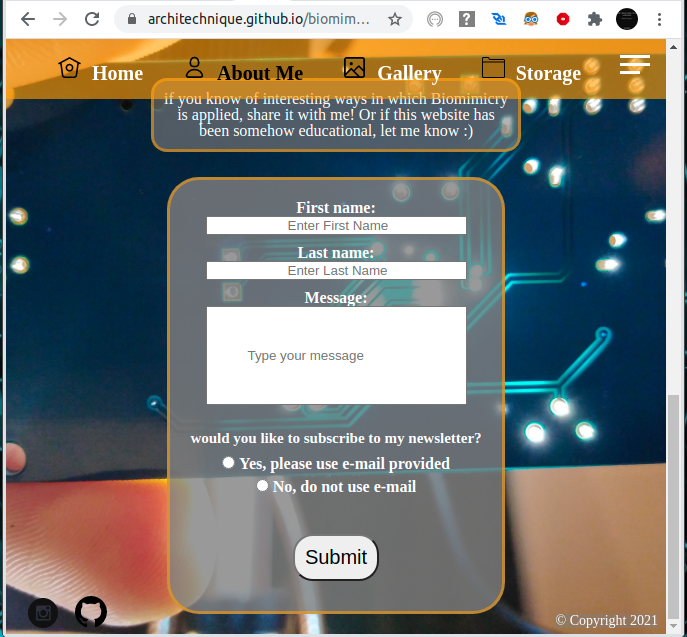 architechnique.github.io/biomim...
Home About Me Gallery Storage
if you know of interesting ways in which Biomimicry
is applied, share it with me! Or if this website has
been somehow educational, let me know :)
First name:
Enter First Name
Last name:
Enter Last Name
Message:
Type your message
would you like to subscribe to my newsletter?
Yes, please use e-mail provided
No, do not use e-mail
Submit
© Copyright 2021